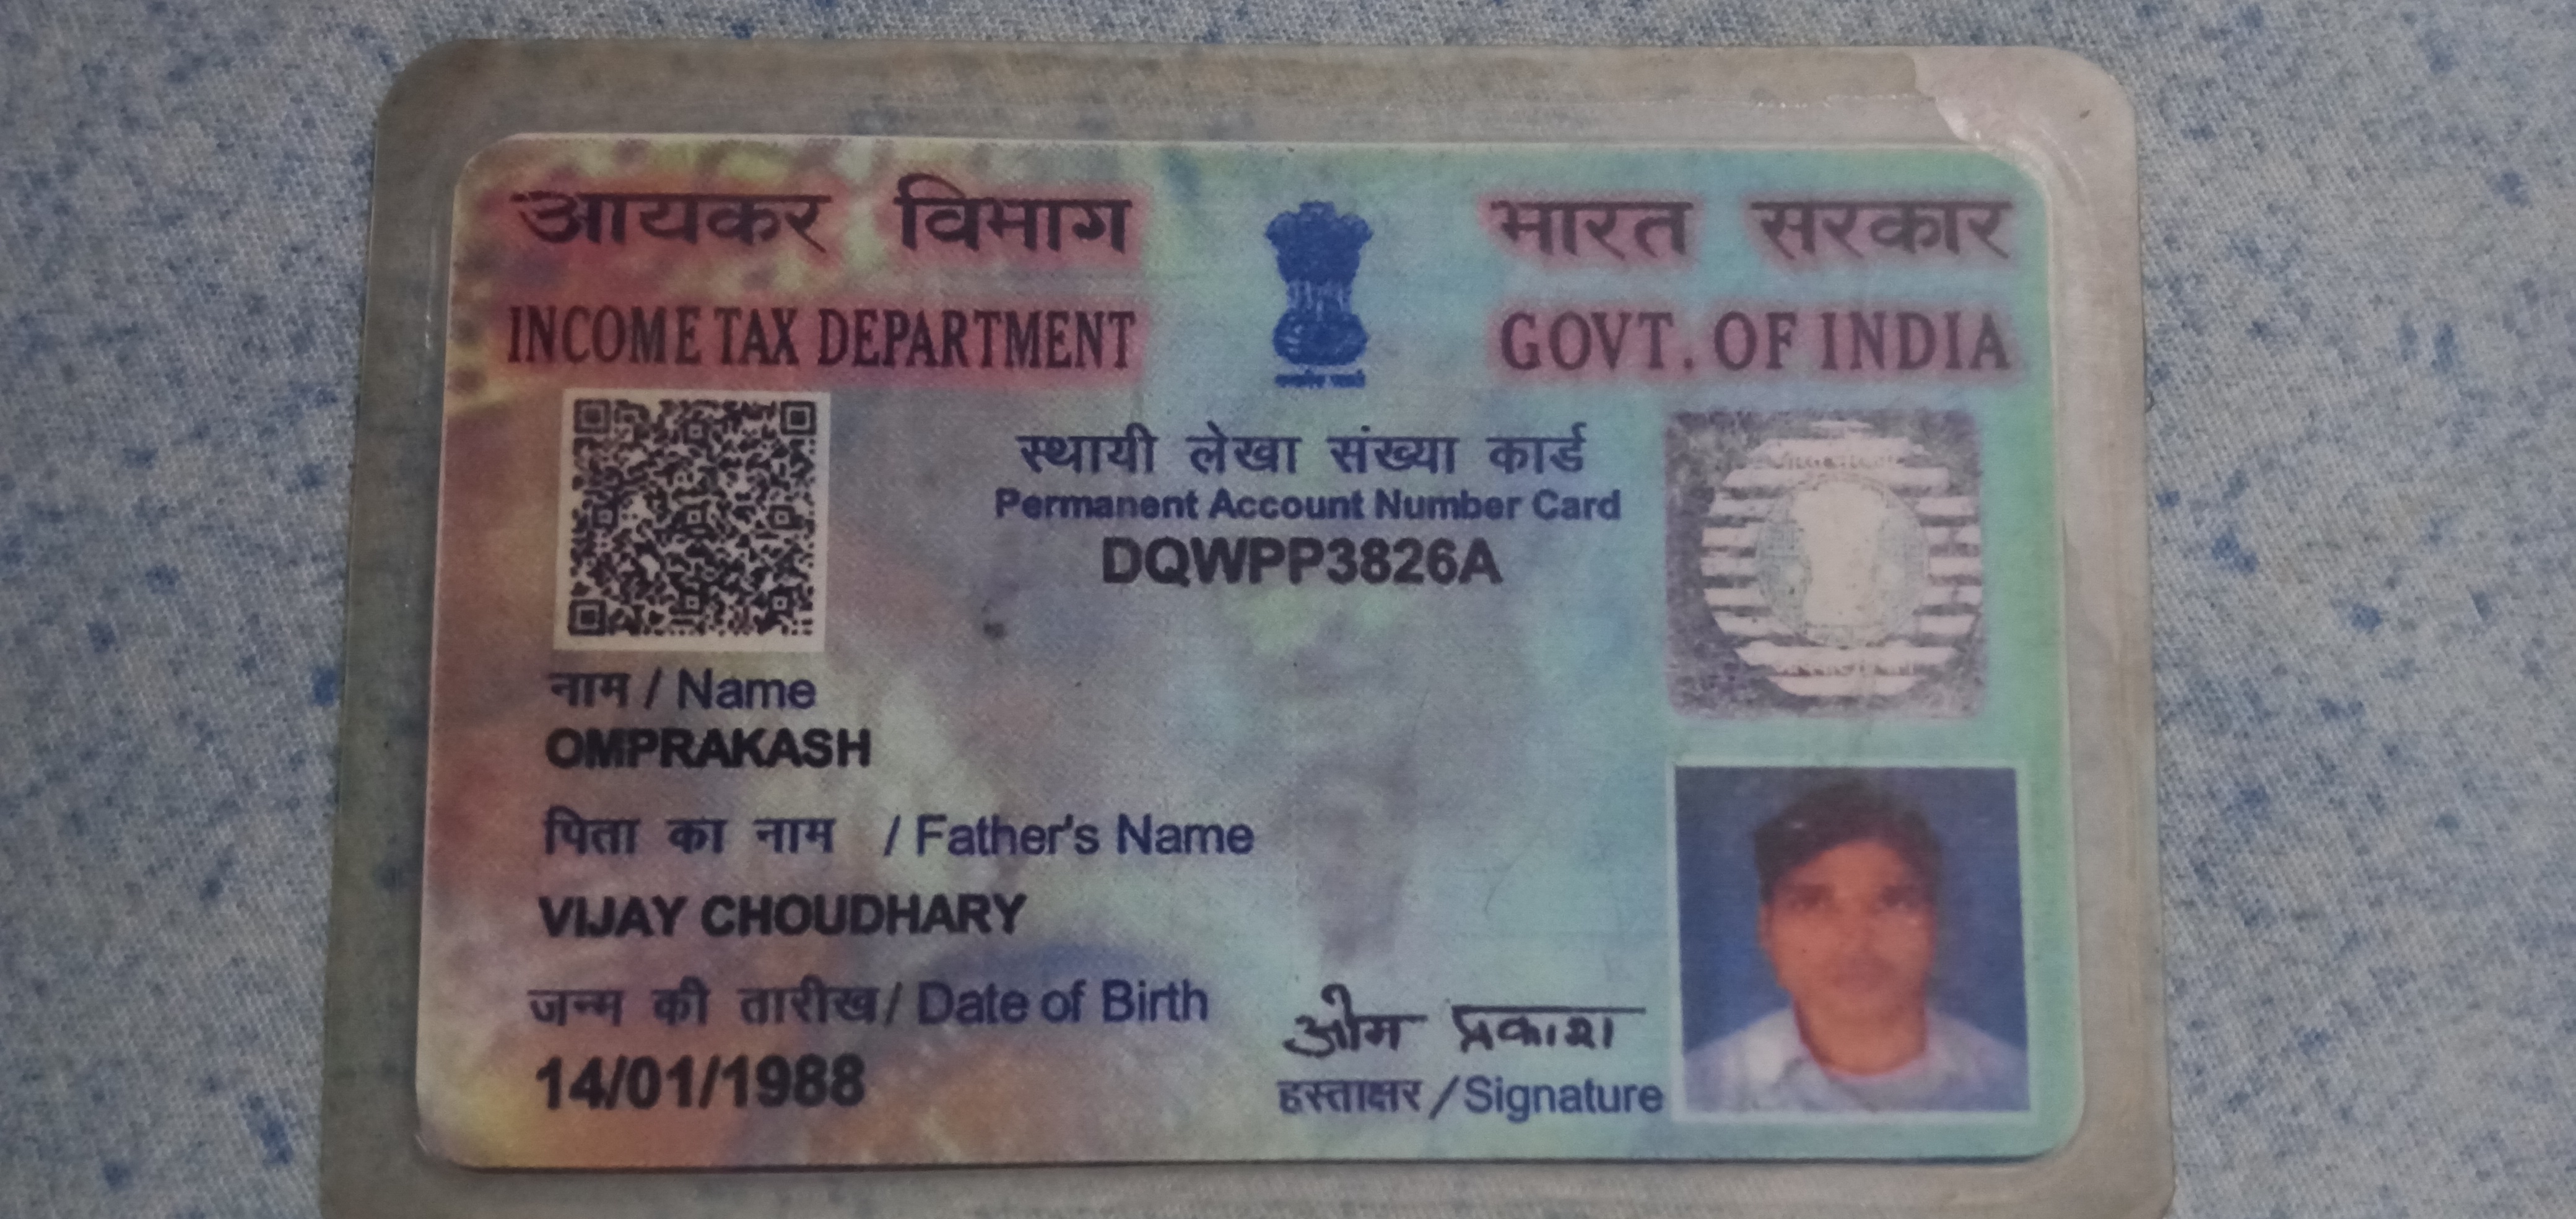 आयकर विभाग
भारत सरकार
INCOME TAX DEPARTMENT
GOVT. OF INDIA
स्थायी लेखा संख्या कार्ड
Permanent Account Number Card
DQWPP3826A
नाम / Name
OMPRAKASH
पिता का नाम / Father's Name
VIJAY CHOUDHARY
जन्म की तारीख / Date of Birth
14/01/1988
ओम प्रकाश
हस्ताक्षर / Signature